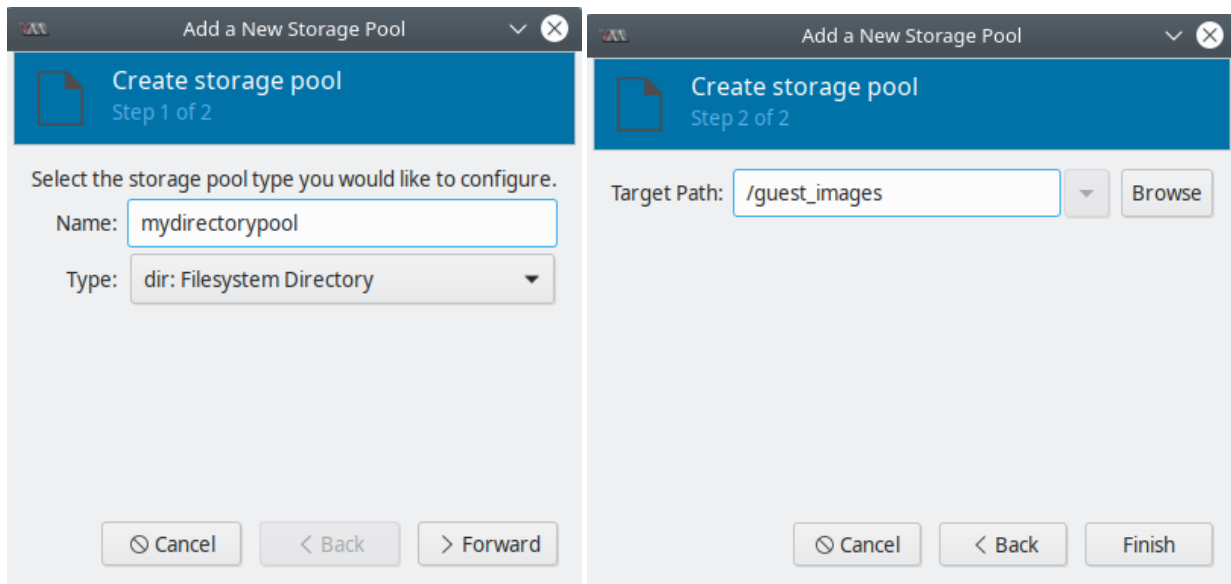 Add a New Storage Pool
Create storage pool
Step 1 of 2
Select the storage pool type you would like to configure.
Name: mydirectorypool
Type: dir: Filesystem Directory
Cancel < Back > Forward
Add a New Storage Pool
Create storage pool
Step 2 of 2
Target Path: /guest_images Browse
Cancel < Back Finish